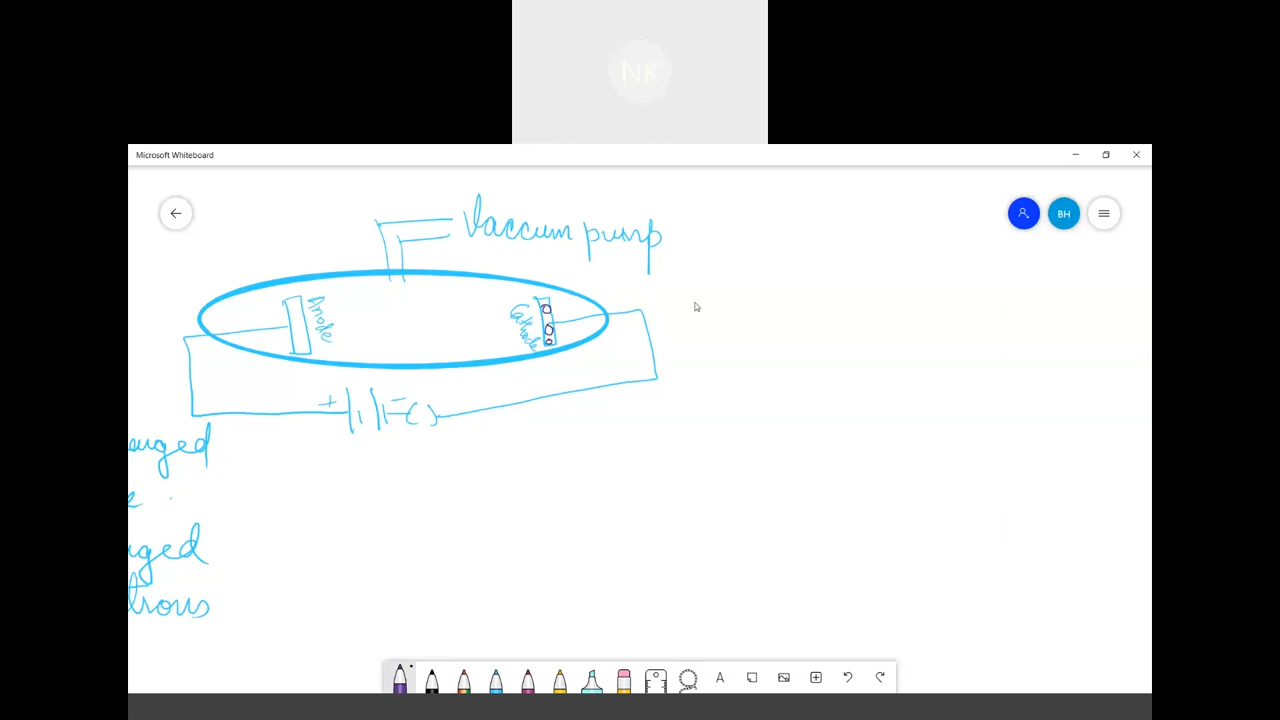 NK
Microsoft Whiteboard
BH
Vaccum pump
Anode
Cathode
+ - (-)
A